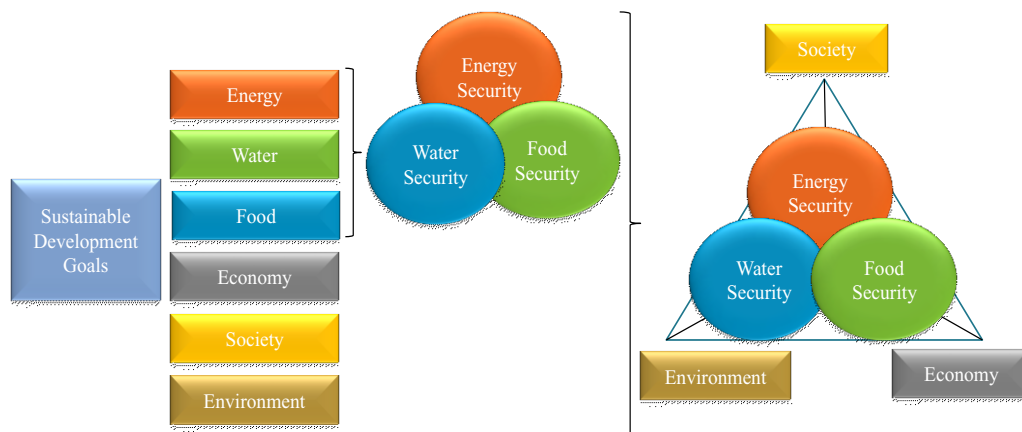 Sustainable
Development
Goals
Energy
Water
Food
Economy
Society
Environment
Energy
Security
Water
Security
Food
Security
Society
Energy
Security
Water
Security
Food
Security
Environment
Economy